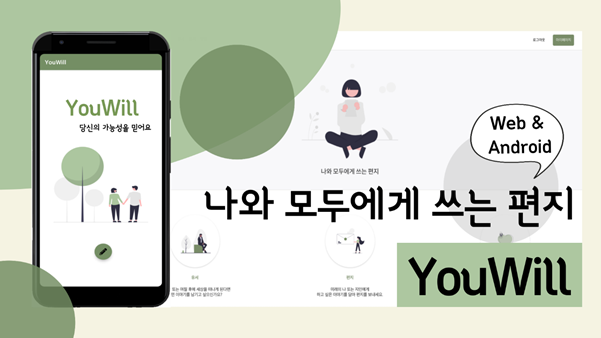 YouWill
YouWill
당신의 가능성을 믿어요
로그아웃
마이페이지
Web &
Android
나와 모두에게 쓰는 편지
나와 모두에게 쓰는 편지
YouWill
유서
편지